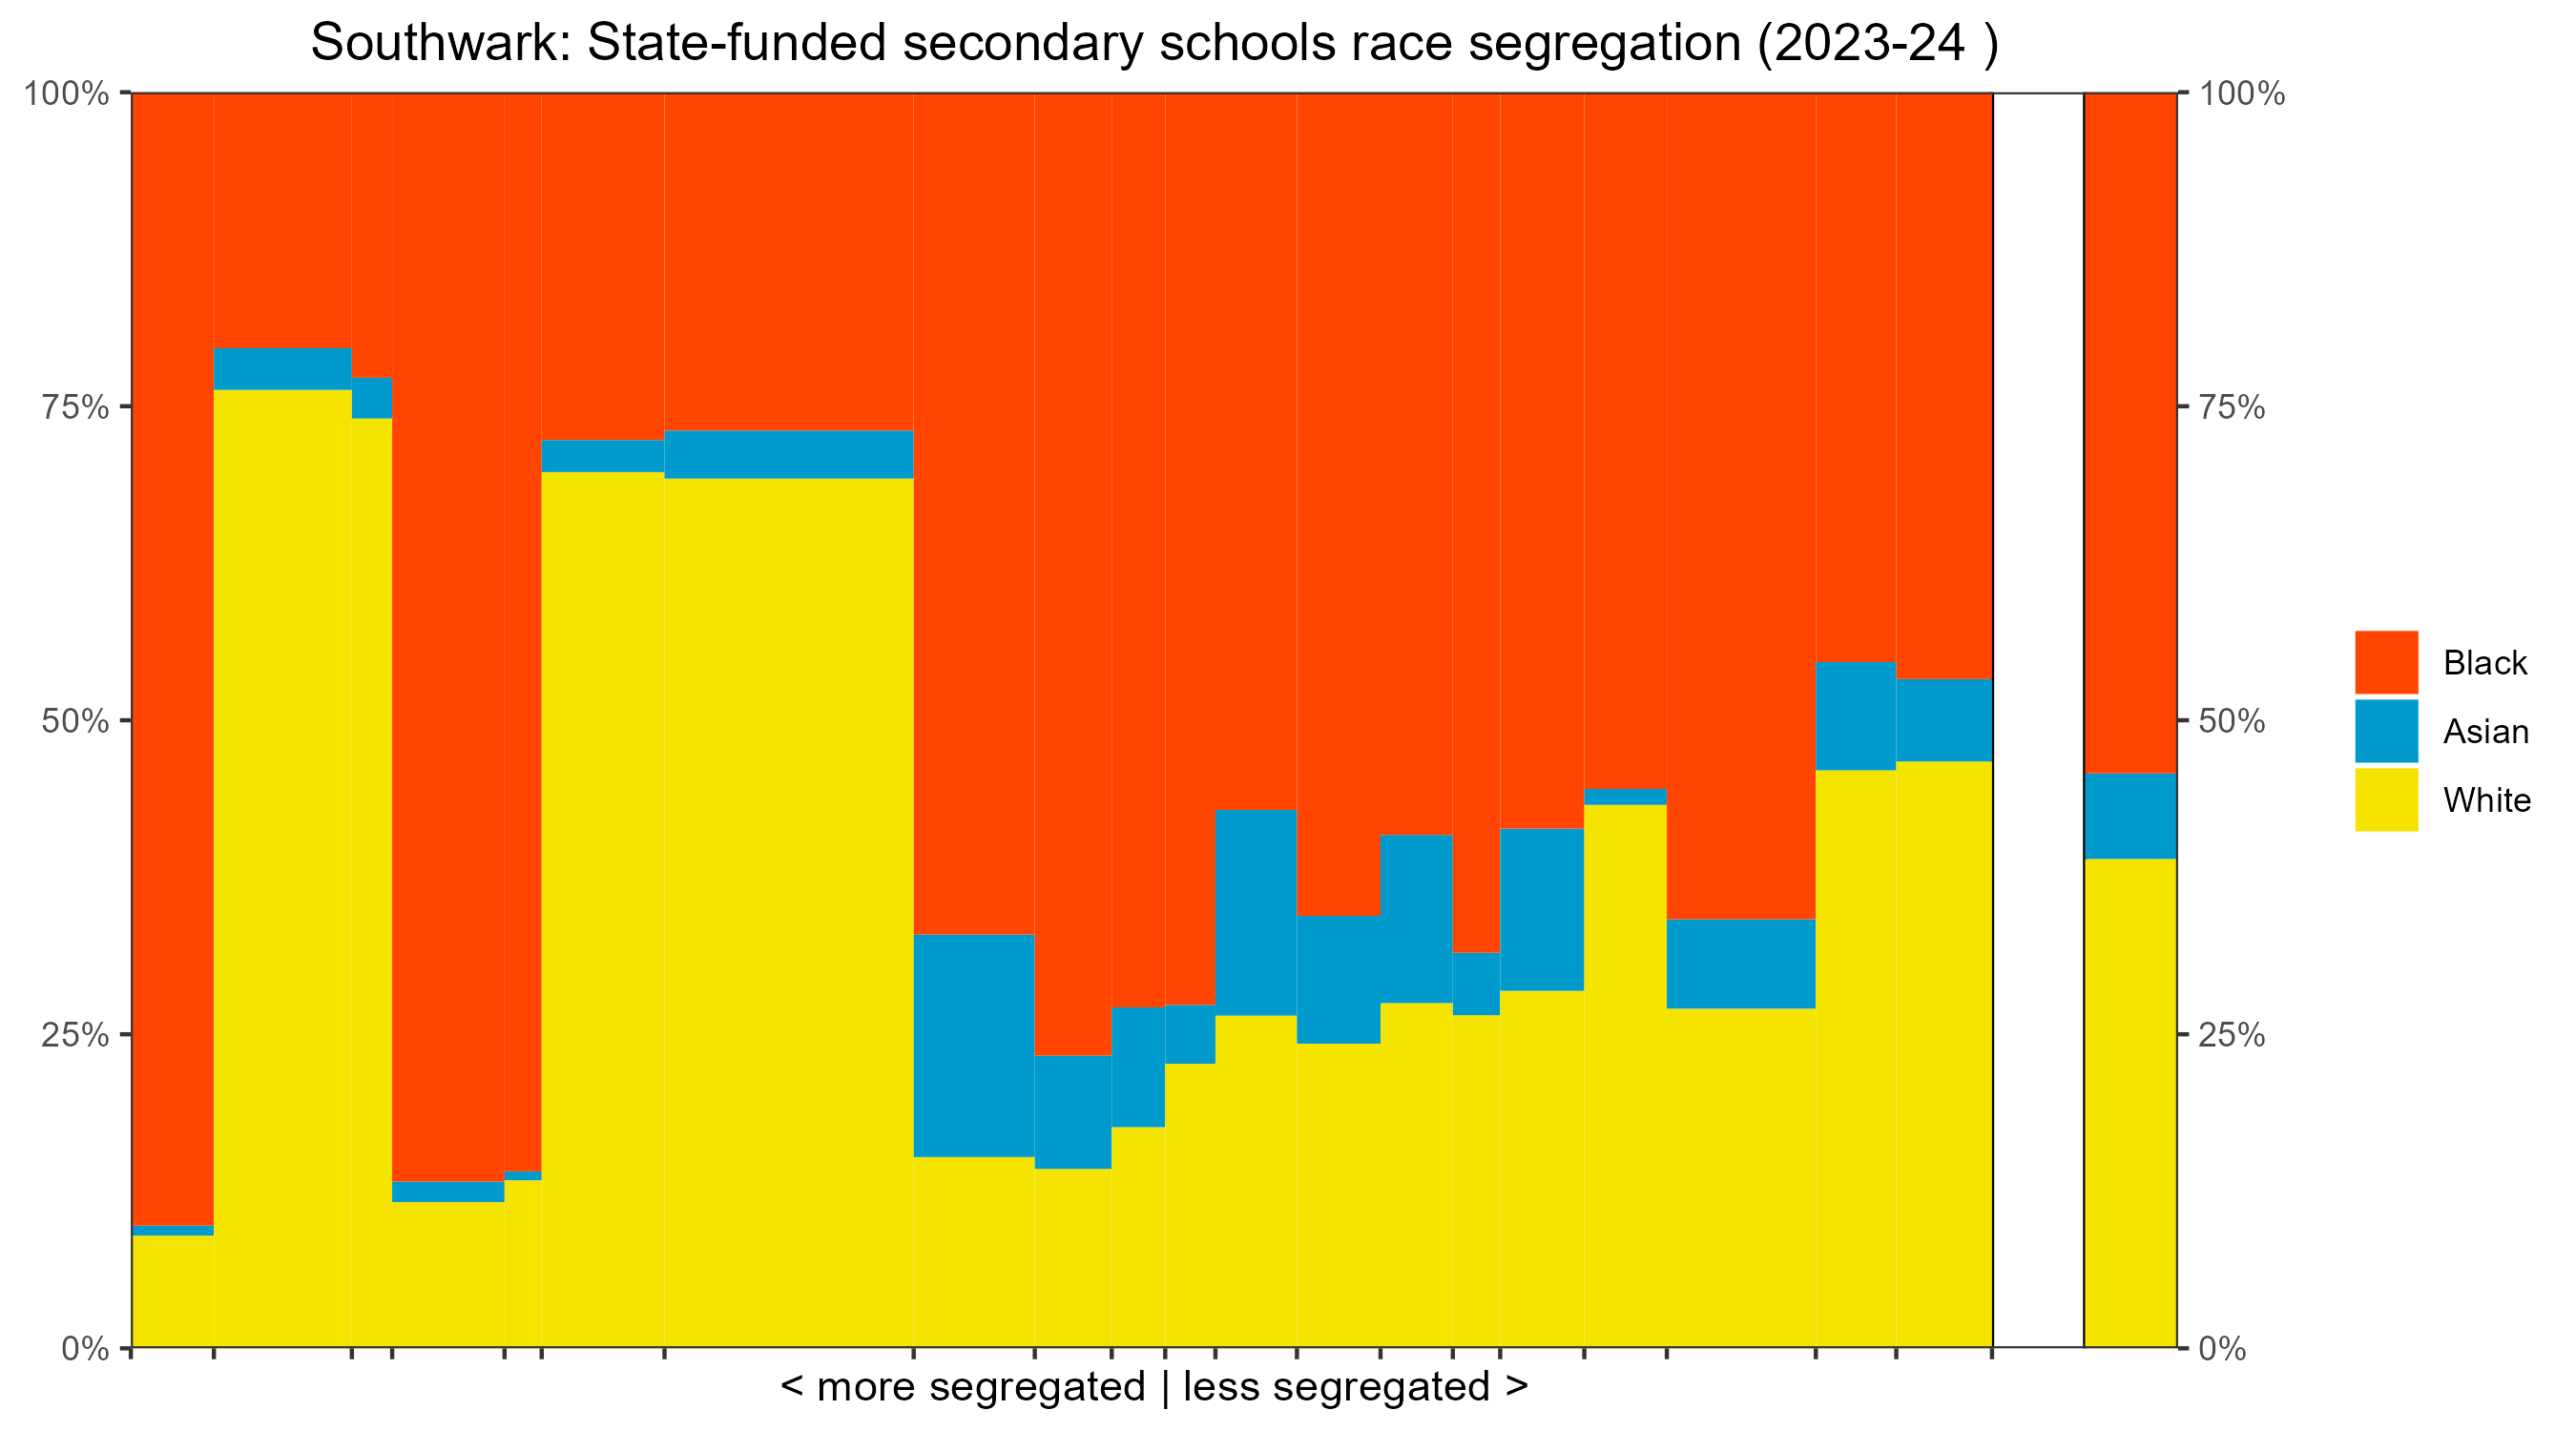 Southwark: State-funded secondary schools race segregation (2023-24 )
100%
75%
50%
25%
0%
100%
75%
50%
25%
0%
Black
Asian
White
< more segregated | less segregated >